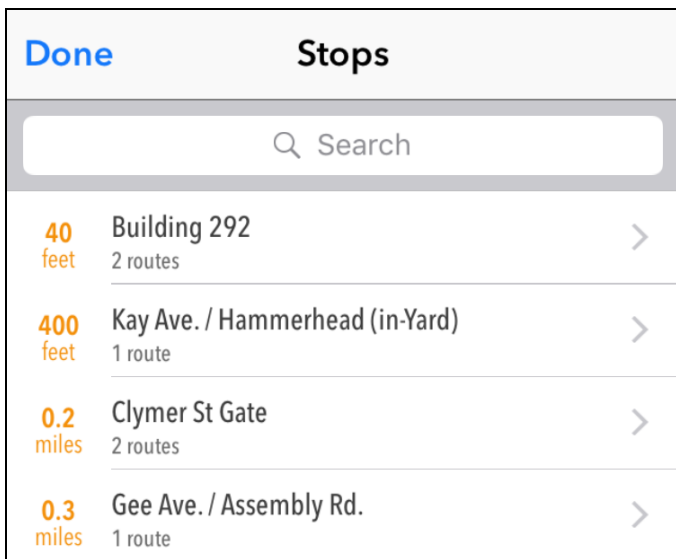 Done Stops
Search
40 Building 292
feet 2 routes
400 Kay Ave. / Hammerhead (in-Yard)
feet 1 route
0.2 Clymer St Gate
miles 2 routes
0.3 Gee Ave. / Assembly Rd.
miles 1 route